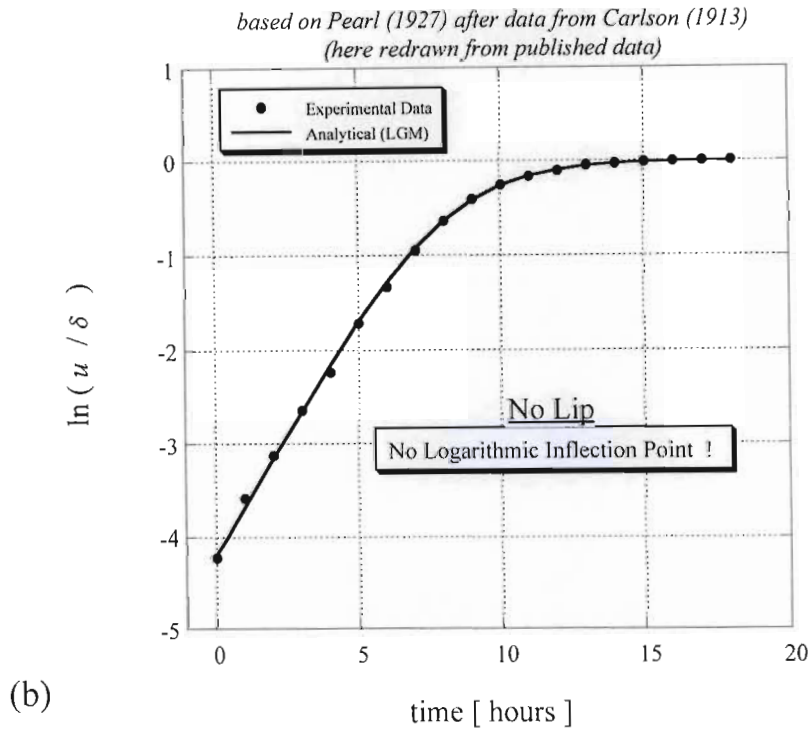 based on Pearl (1927) after data from Carlson (1913)
(here redrawn from published data)
1
Experimental Data
Analytical (LGM)
0
-1
-2
-3
-4
-5
ln ( u / δ )
No Lip
No Logarithmic Inflection Point !
0 5 10 15 20
(b)
time [ hours ]